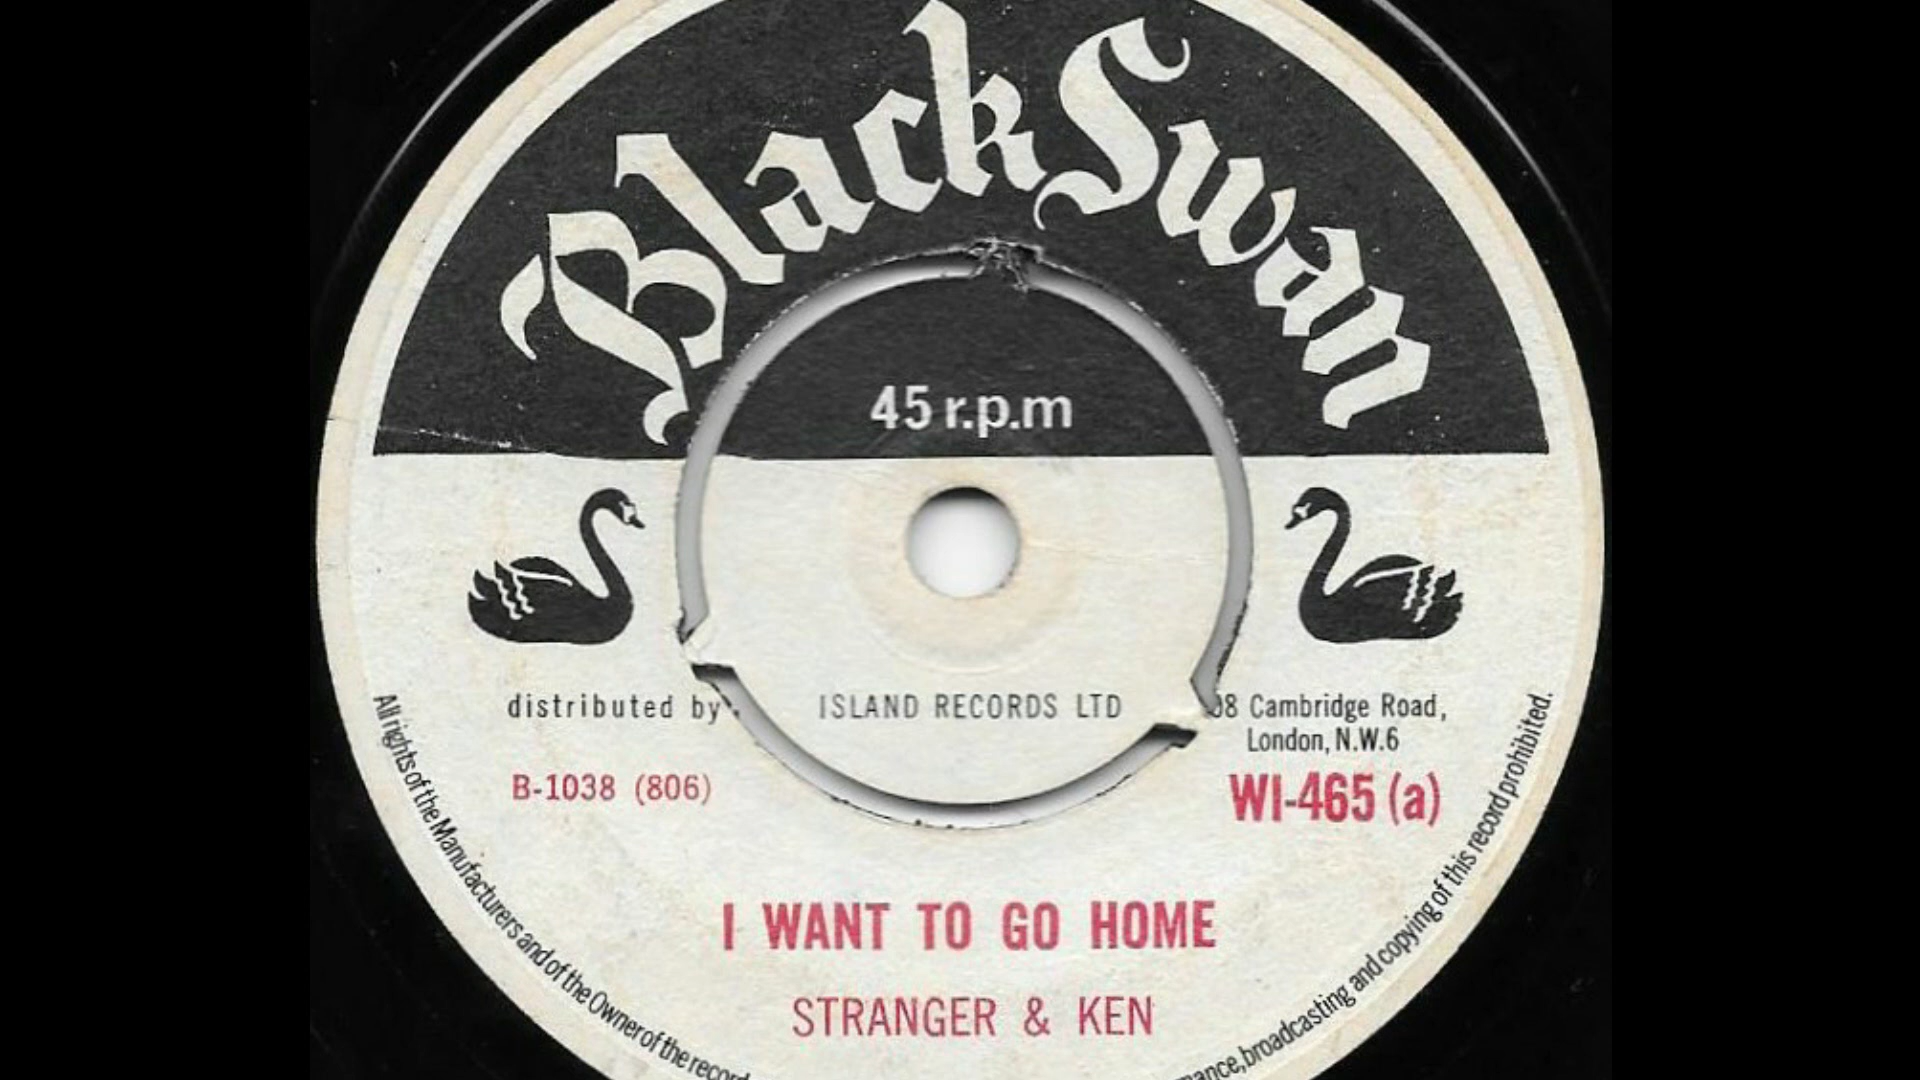 Black Swan
45 r.p.m
distributed by ISLAND RECORDS LTD Cambridge Road,
London, N.W.6
B-1038 (806) WI-465 (a)
I WANT TO GO HOME
STRANGER & KEN
All rights of the Manufacturers and of the Owner of the record
broadcasting and copying of this record prohibited.